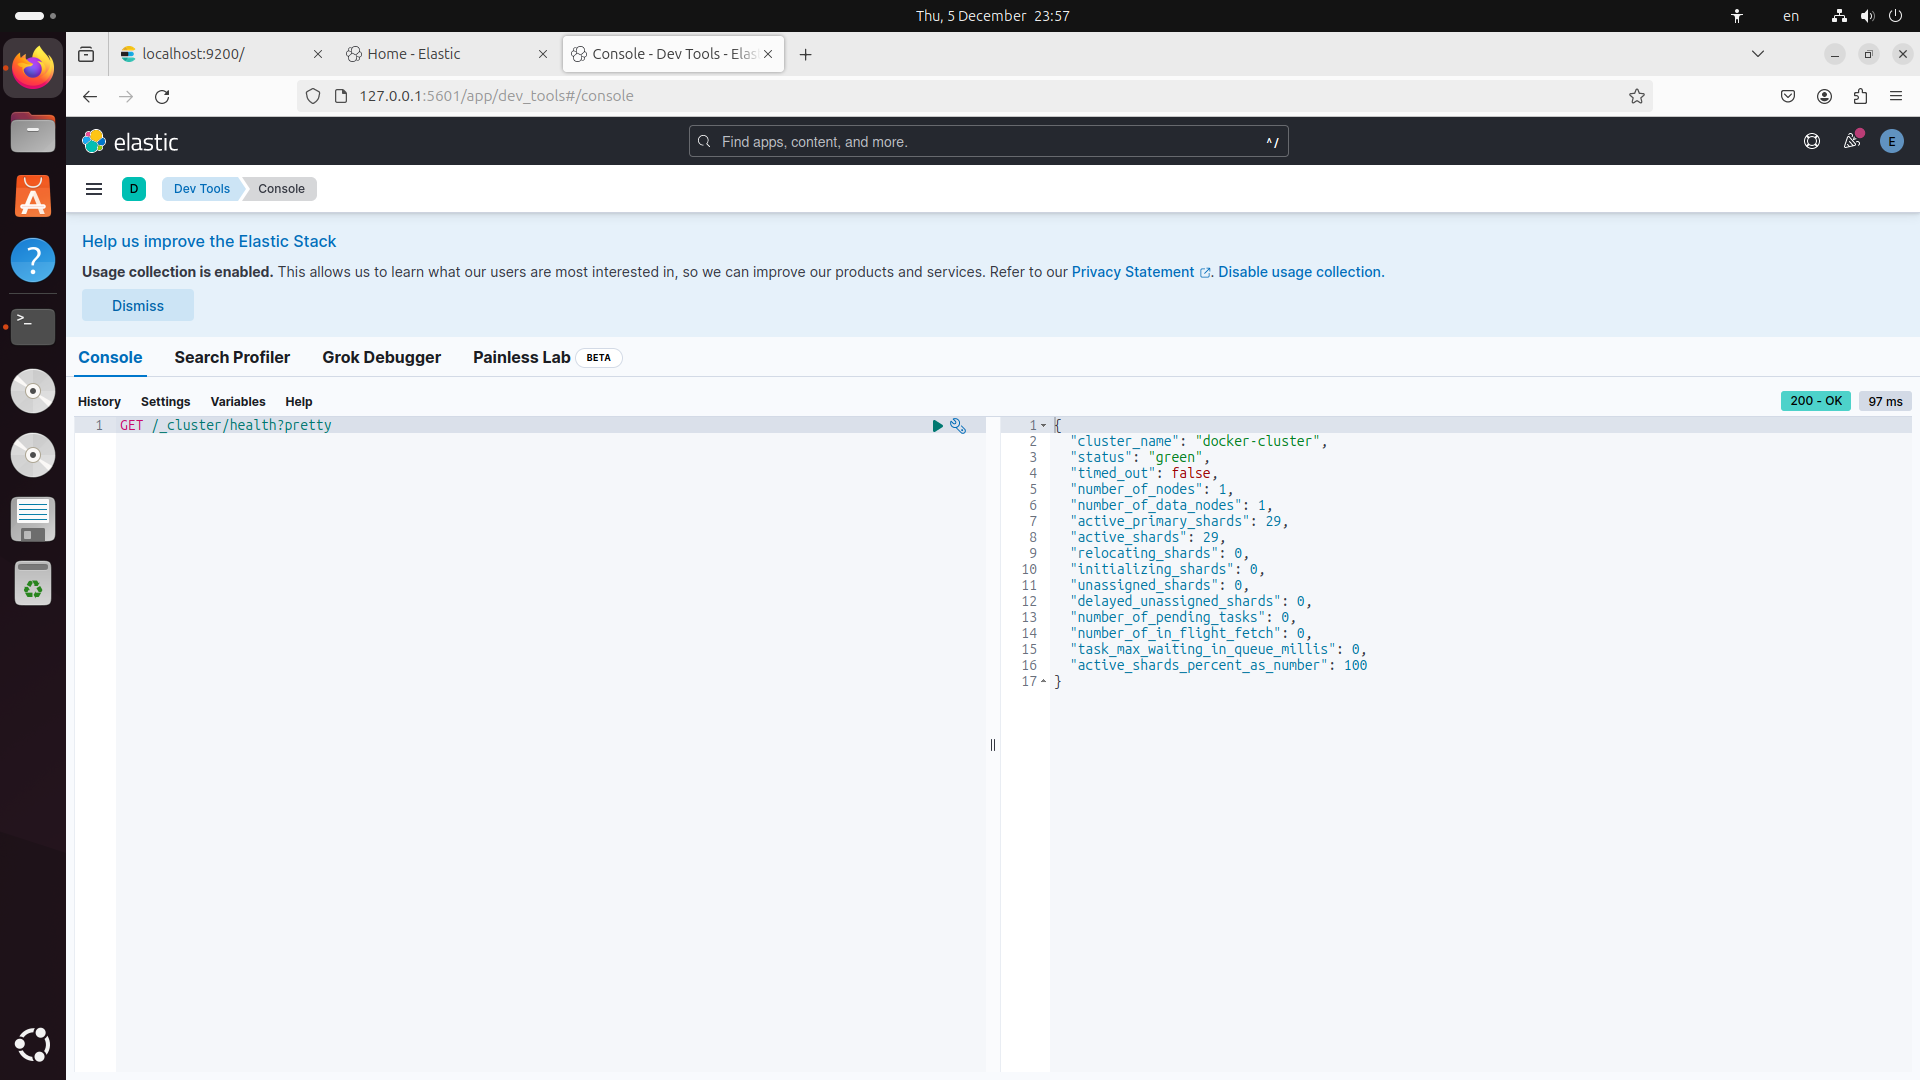 Thu, 5 December 23:57
en
localhost:9200/
Home - Elastic
Console - Dev Tools - Elas
127.0.0.1:5601/app/dev_tools#/console
elastic
Find apps, content, and more.
^/
E
D
Dev Tools
Console
Help us improve the Elastic Stack
Usage collection is enabled. This allows us to learn what our users are most interested in, so we can improve our products and services. Refer to our Privacy Statement. Disable usage collection.
Dismiss
Console
Search Profiler
Grok Debugger
Painless Lab BETA
History
Settings
Variables
Help
200 - OK
97 ms
1 GET /_cluster/health?pretty
1 {
2 "cluster_name": "docker-cluster",
3 "status": "green",
4 "timed_out": false,
5 "number_of_nodes": 1,
6 "number_of_data_nodes": 1,
7 "active_primary_shards": 29,
8 "active_shards": 29,
9 "relocating_shards": 0,
10 "initializing_shards": 0,
11 "unassigned_shards": 0,
12 "delayed_unassigned_shards": 0,
13 "number_of_pending_tasks": 0,
14 "number_of_in_flight_fetch": 0,
15 "task_max_waiting_in_queue_millis": 0,
16 "active_shards_percent_as_number": 100
17 }